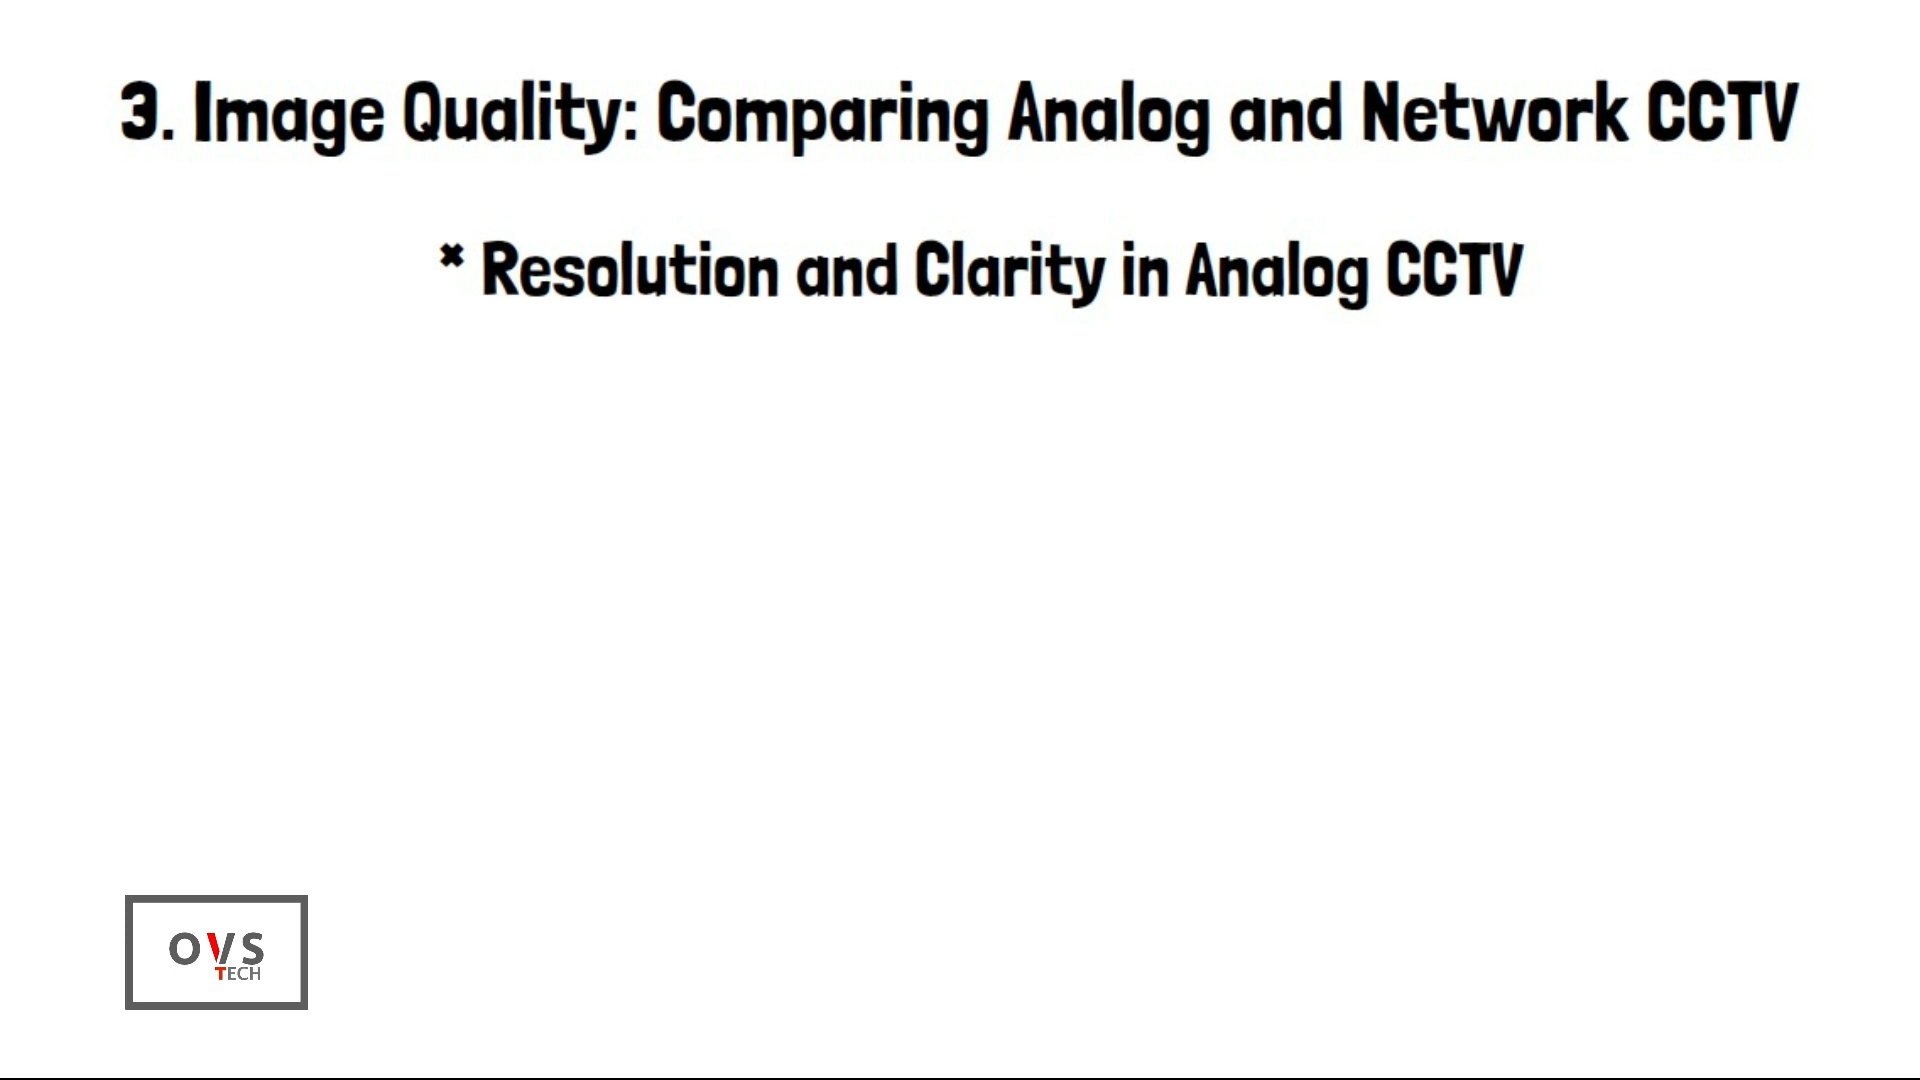 3. Image Quality: Comparing Analog and Network CCTV
* Resolution and Clarity in Analog CCTV
OVS
TECH